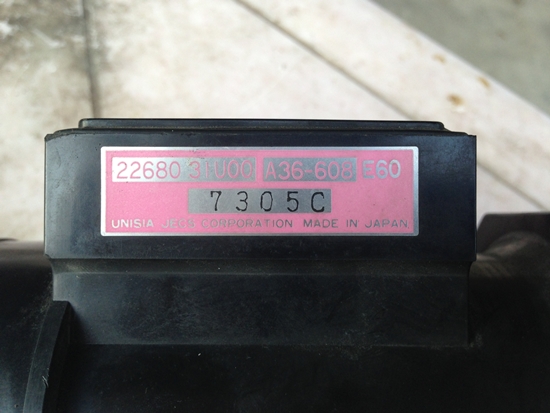 22680 31U00 A36-608 E60
7305C
UNISIA JECS CORPORATION MADE IN JAPAN